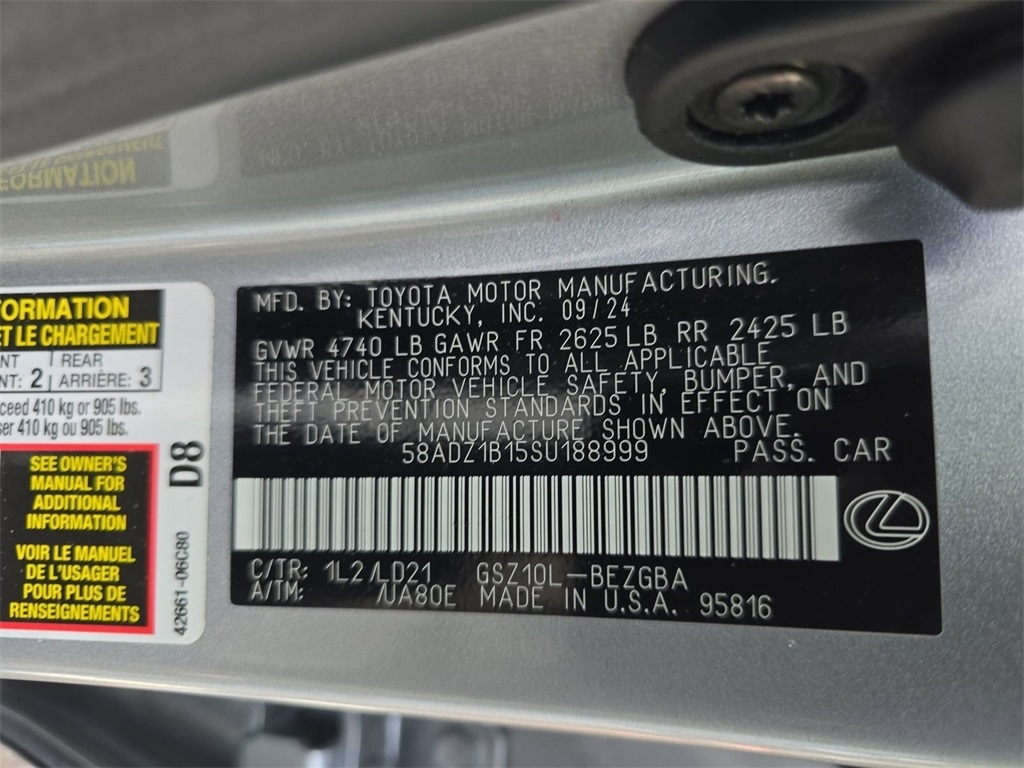 FORMATION
ET LE CHARGEMENT
NT REAR
NT: 2 ARRIÈRE: 3
ceed 410 kg or 905 lbs.
ser 410 kg ou 905 lbs.
SEE OWNER'S
MANUAL FOR
ADDITIONAL
INFORMATION
VOIR LE MANUEL
DE L'USAGER
POUR PLUS DE
RENSEIGNEMENTS
D8
42661-06C80
MFD. BY: TOYOTA MOTOR MANUFACTURING.
KENTUCKY, INC. 09/24
GVWR 4740 LB GAWR FR 2625 LB RR 2425 LB
THIS VEHICLE CONFORMS TO ALL APPLICABLE
FEDERAL MOTOR VEHICLE SAFETY, BUMPER, AND
THEFT PREVENTION STANDARDS IN EFFECT ON
THE DATE OF MANUFACTURE SHOWN ABOVE.
58ADZ1B15SU188999 PASS. CAR
C/TR: 1L2/LD21 GSZ10L-BEZGBA
A/TM: /UA80E MADE IN U.S.A. 95816